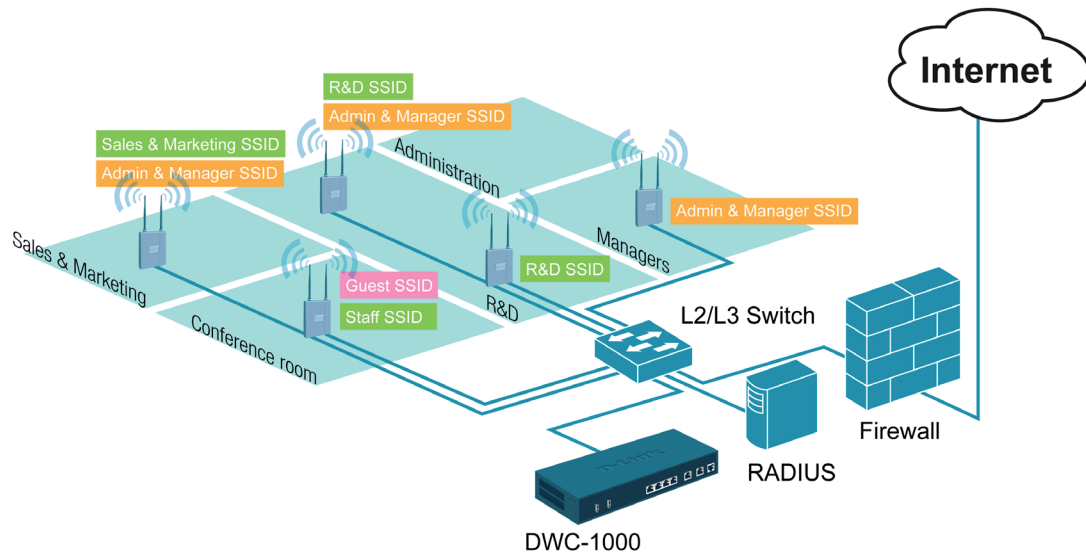 Internet
R&D SSID
Admin & Manager SSID
Sales & Marketing SSID
Admin & Manager SSID
Administration
Admin & Manager SSID
Sales & Marketing
Managers
R&D SSID
Guest SSID
Staff SSID
R&D
Conference room
L2/L3 Switch
Firewall
RADIUS
D-Link
DWC-1000